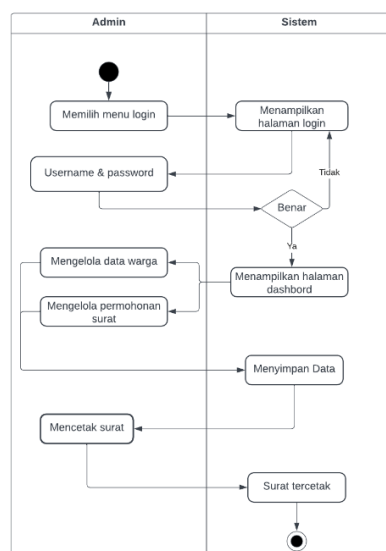 Admin
Sistem
Memilih menu login
Menampilkan
halaman login
Username & password
Tidak
Benar
Ya
Mengelola data warga
Menampilkan halaman
dashbord
Mengelola permohonan
surat
Menyimpan Data
Mencetak surat
Surat tercetak